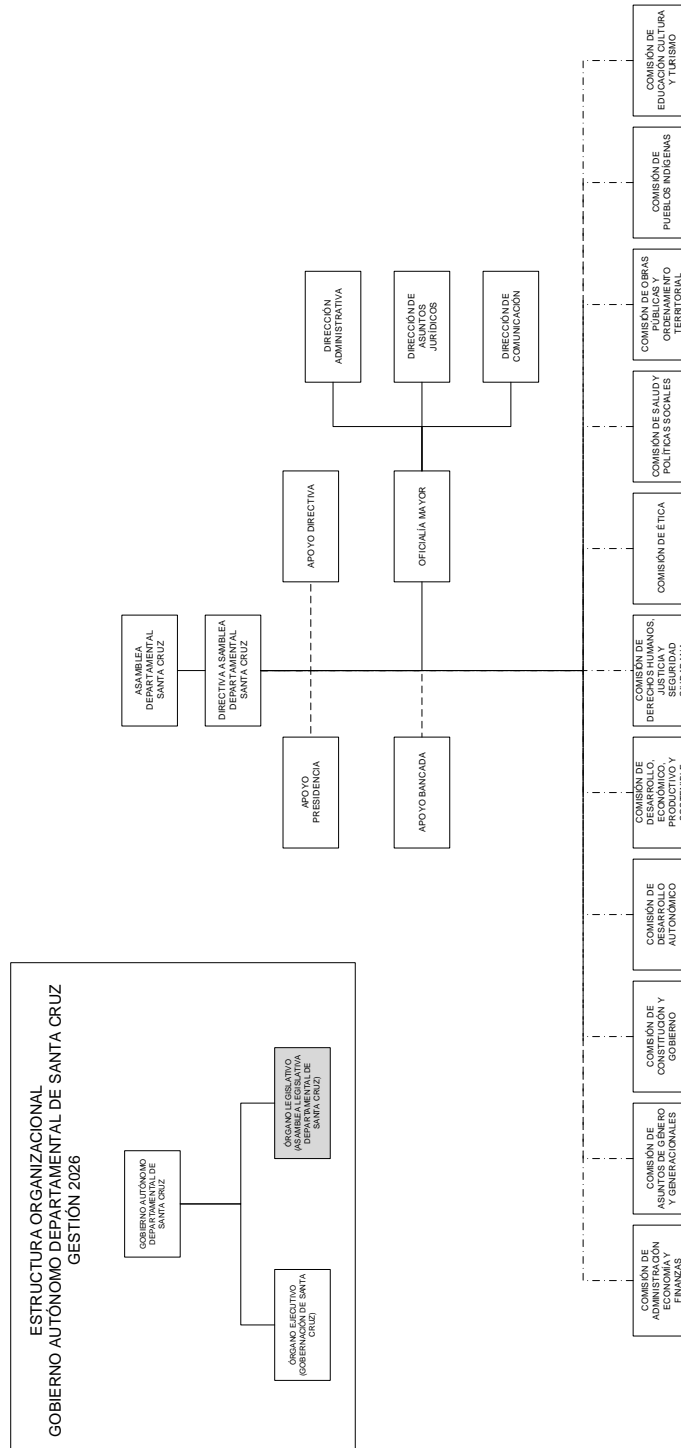 ESTRUCTURA ORGANIZACIONAL
GOBIERNO AUTÓNOMO DEPARTAMENTAL DE SANTA CRUZ
GESTIÓN 2026
GOBIERNO AUTÓNOMO
DEPARTAMENTAL DE
SANTA CRUZ
ÓRGANO EJECUTIVO
(GOBERNACIÓN DE SANTA
CRUZ)
ÓRGANO LEGISLATIVO
(ASAMBLEA LEGISLATIVA
DEPARTAMENTAL DE
SANTA CRUZ)
ASAMBLEA
DEPARTAMENTAL
SANTA CRUZ
DIRECTIVA ASAMBLEA
DEPARTAMENTAL
SANTA CRUZ
APOYO
PRESIDENCIA
APOYO DIRECTIVA
APOYO BANCADA
OFICIALÍA MAYOR
DIRECCIÓN
ADMINISTRATIVA
DIRECCIÓN DE
ASUNTOS
JURÍDICOS
DIRECCIÓN DE
COMUNICACIÓN
COMISIÓN DE
ADMINISTRACIÓN
ECONOMÍA Y
FINANZAS
COMISIÓN DE
ASUNTOS DE GÉNERO
Y GENERACIONALES
COMISIÓN DE
CONSTITUCIÓN Y
GOBIERNO
COMISIÓN DE
DESARROLLO
AUTONÓMICO
COMISIÓN DE
DESARROLLO,
ECONÓMICO,
PRODUCTIVO Y
COMISIÓN DE
DERECHOS HUMANOS,
JUSTICIA Y
SEGURIDAD
COMISIÓN DE ÉTICA
COMISIÓN DE SALUD Y
POLÍTICAS SOCIALES
COMISIÓN DE OBRAS
PÚBLICAS Y
ORDENAMIENTO
TERRITORIAL
COMISIÓN DE
PUEBLOS INDÍGENAS
COMISIÓN DE
EDUCACIÓN CULTURA
Y TURISMO